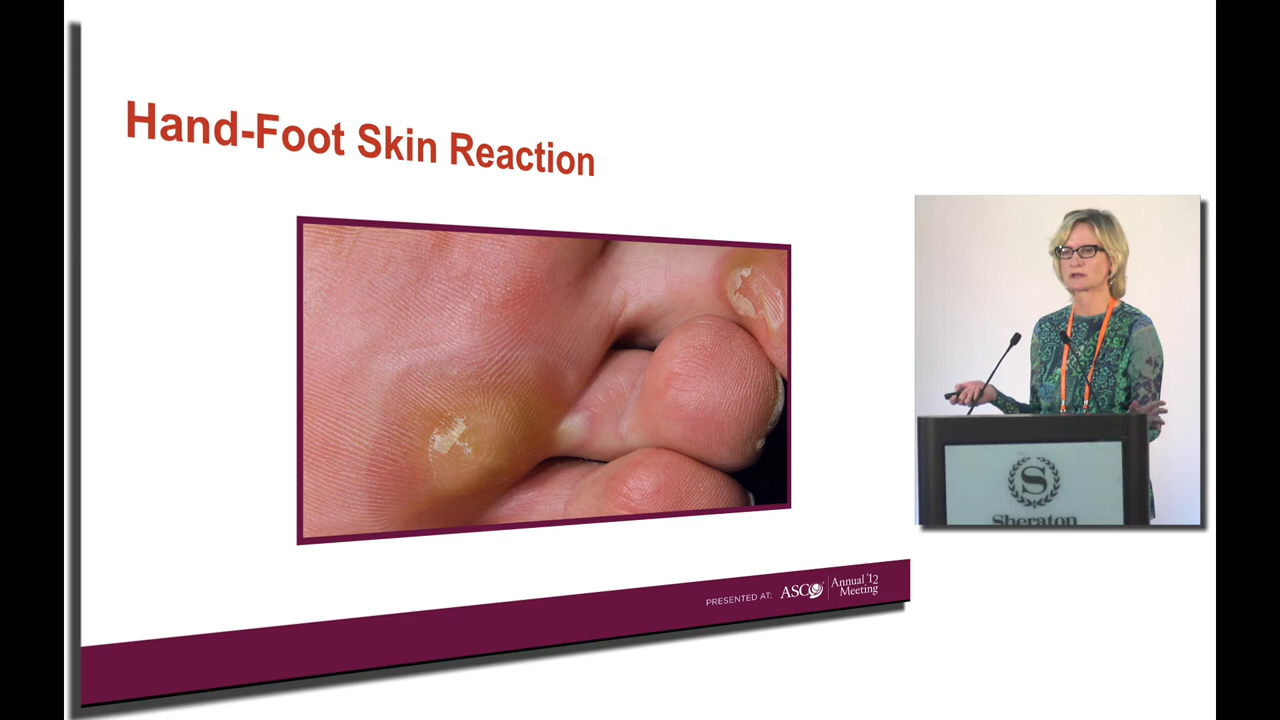 Hand-Foot Skin Reaction
PRESENTED AT:
ASCO
Annual '12
Meeting
S
Sheraton